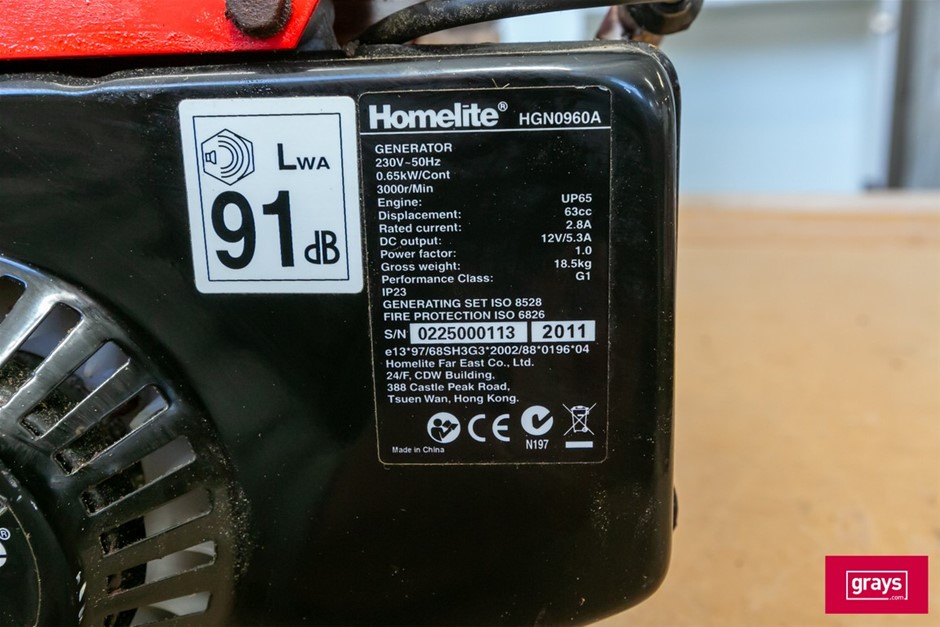 LWA
91 dB
Homelite® HGN0960A
GENERATOR
230V~50Hz
0.65kW/Cont
3000r/Min
Engine: UP65
Displacement: 63cc
Rated current: 2.8A
DC output: 12V/5.3A
Power factor: 1.0
Gross weight: 18.5kg
Performance Class: G1
IP23
GENERATING SET ISO 8528
FIRE PROTECTION ISO 6826
S/N 0225000113 2011
e13*97/68SH3G3*2002/88*0196*04
Homelite Far East Co., Ltd.
24/F, CDW Building,
388 Castle Peak Road,
Tsuen Wan, Hong Kong.
CE
N197
Made in China
e®
grays
.com